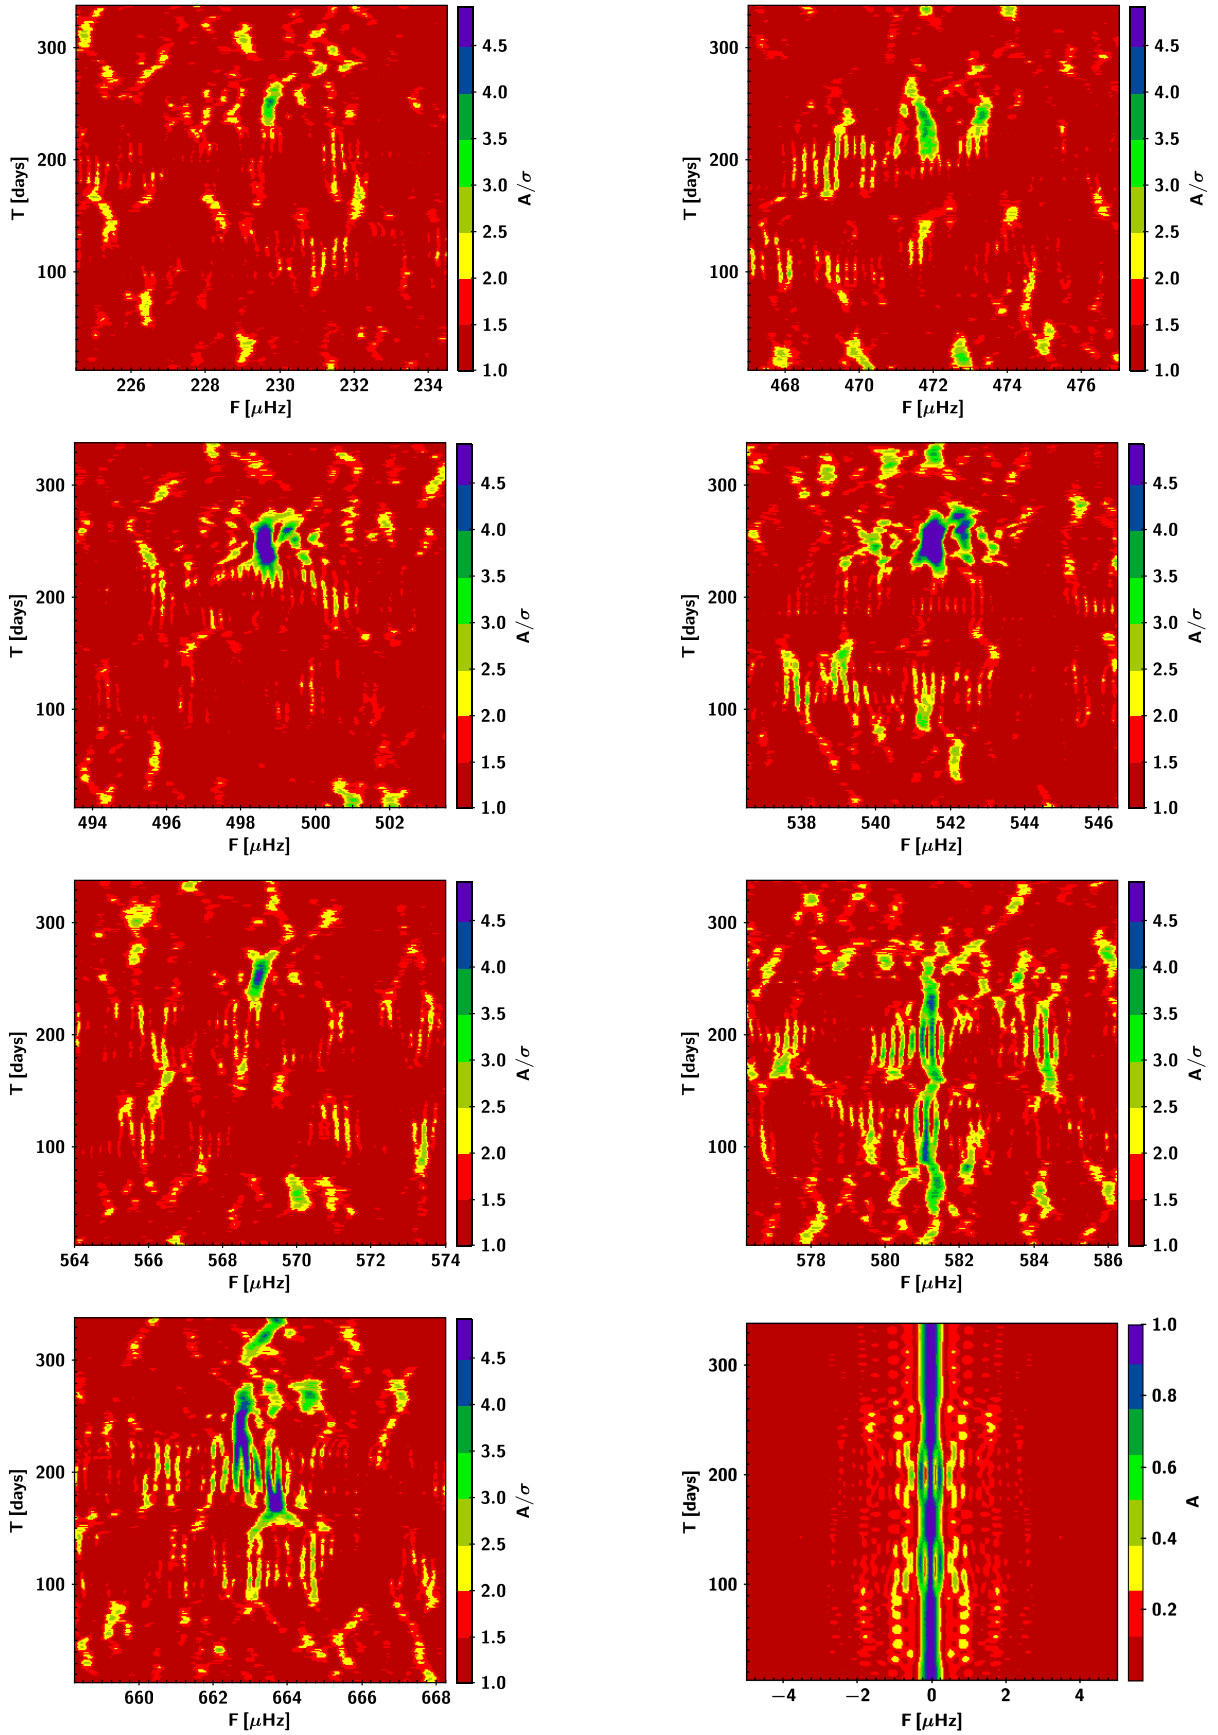 300
200
100
T [days]
226 228 230 232 234
F [μHz]
4.5
4.0
3.5
3.0
2.5
2.0
1.5
1.0
A/σ
300
200
100
T [days]
468 470 472 474 476
F [μHz]
4.5
4.0
3.5
3.0
2.5
2.0
1.5
1.0
A/σ
300
200
100
T [days]
494 496 498 500 502
F [μHz]
4.5
4.0
3.5
3.0
2.5
2.0
1.5
1.0
A/σ
300
200
100
T [days]
538 540 542 544 546
F [μHz]
4.5
4.0
3.5
3.0
2.5
2.0
1.5
1.0
A/σ
300
200
100
T [days]
564 566 568 570 572 574
F [μHz]
4.5
4.0
3.5
3.0
2.5
2.0
1.5
1.0
A/σ
300
200
100
T [days]
578 580 582 584 586
F [μHz]
4.5
4.0
3.5
3.0
2.5
2.0
1.5
1.0
A/σ
300
200
100
T [days]
660 662 664 666 668
F [μHz]
4.5
4.0
3.5
3.0
2.5
2.0
1.5
1.0
A/σ
300
200
100
T [days]
−4 −2 0 2 4
F [μHz]
1.0
0.8
0.6
0.4
0.2
A